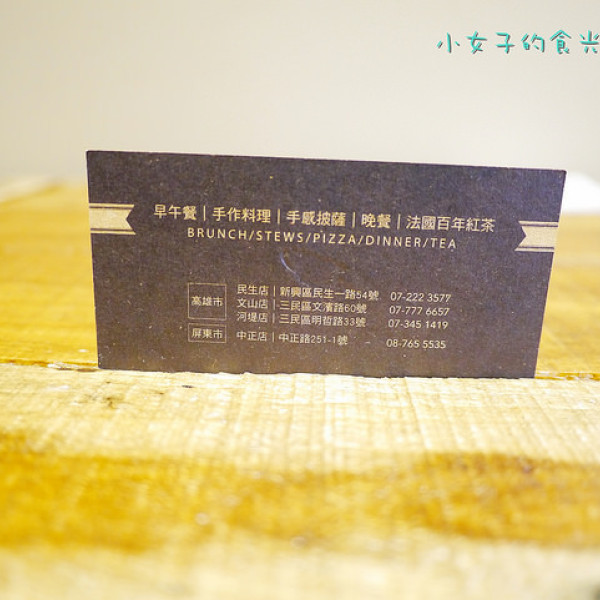 小女子的食光
早午餐｜手作料理｜手感披薩｜晚餐｜法國百年紅茶
BRUNCH/STEWS/PIZZA/DINNER/TEA
高雄市
民生店｜新興區民生一路54號 07-222 3577
文山店｜三民區文濱路60號 07-777 6657
河堤店｜三民區明哲路33號 07-345 1419
屏東市 中正店｜中正路251-1號 08-765 5535